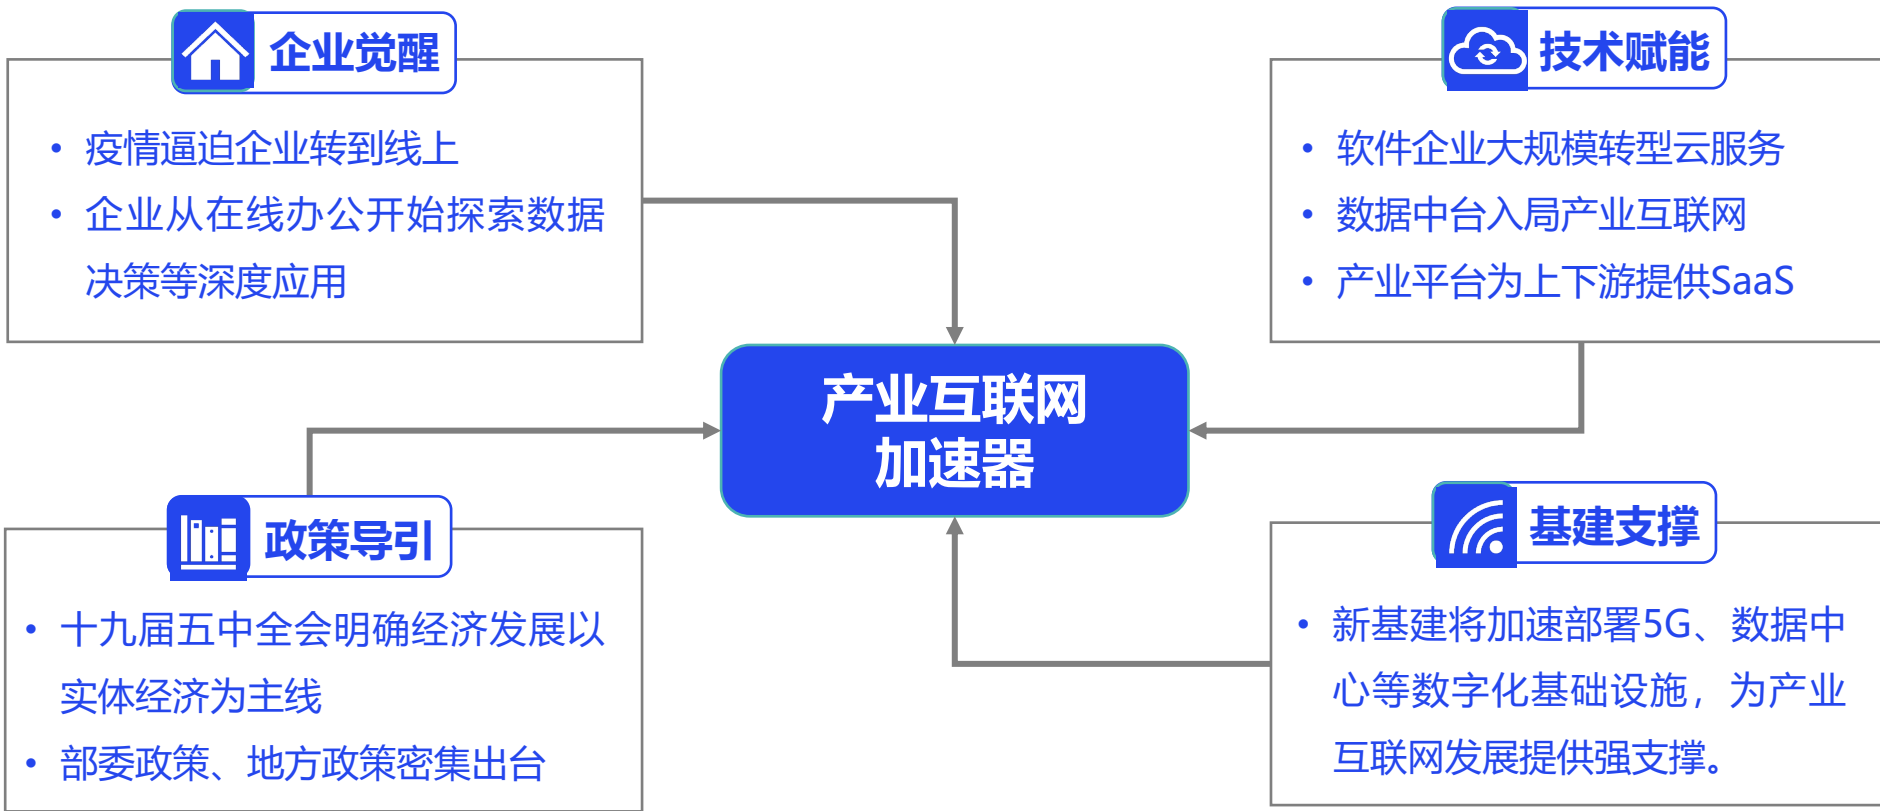 企业觉醒
• 疫情逼迫企业转到线上
• 企业从在线办公开始探索数据
决策等深度应用
技术赋能
• 软件企业大规模转型云服务
• 数据中台入局产业互联网
• 产业平台为上下游提供SaaS
产业互联网
加速器
政策导引
• 十九届五中全会明确经济发展以
实体经济为主线
• 部委政策、地方政策密集出台
基建支撑
• 新基建将加速部署5G、数据中
心等数字化基础设施，为产业
互联网发展提供强支撑。